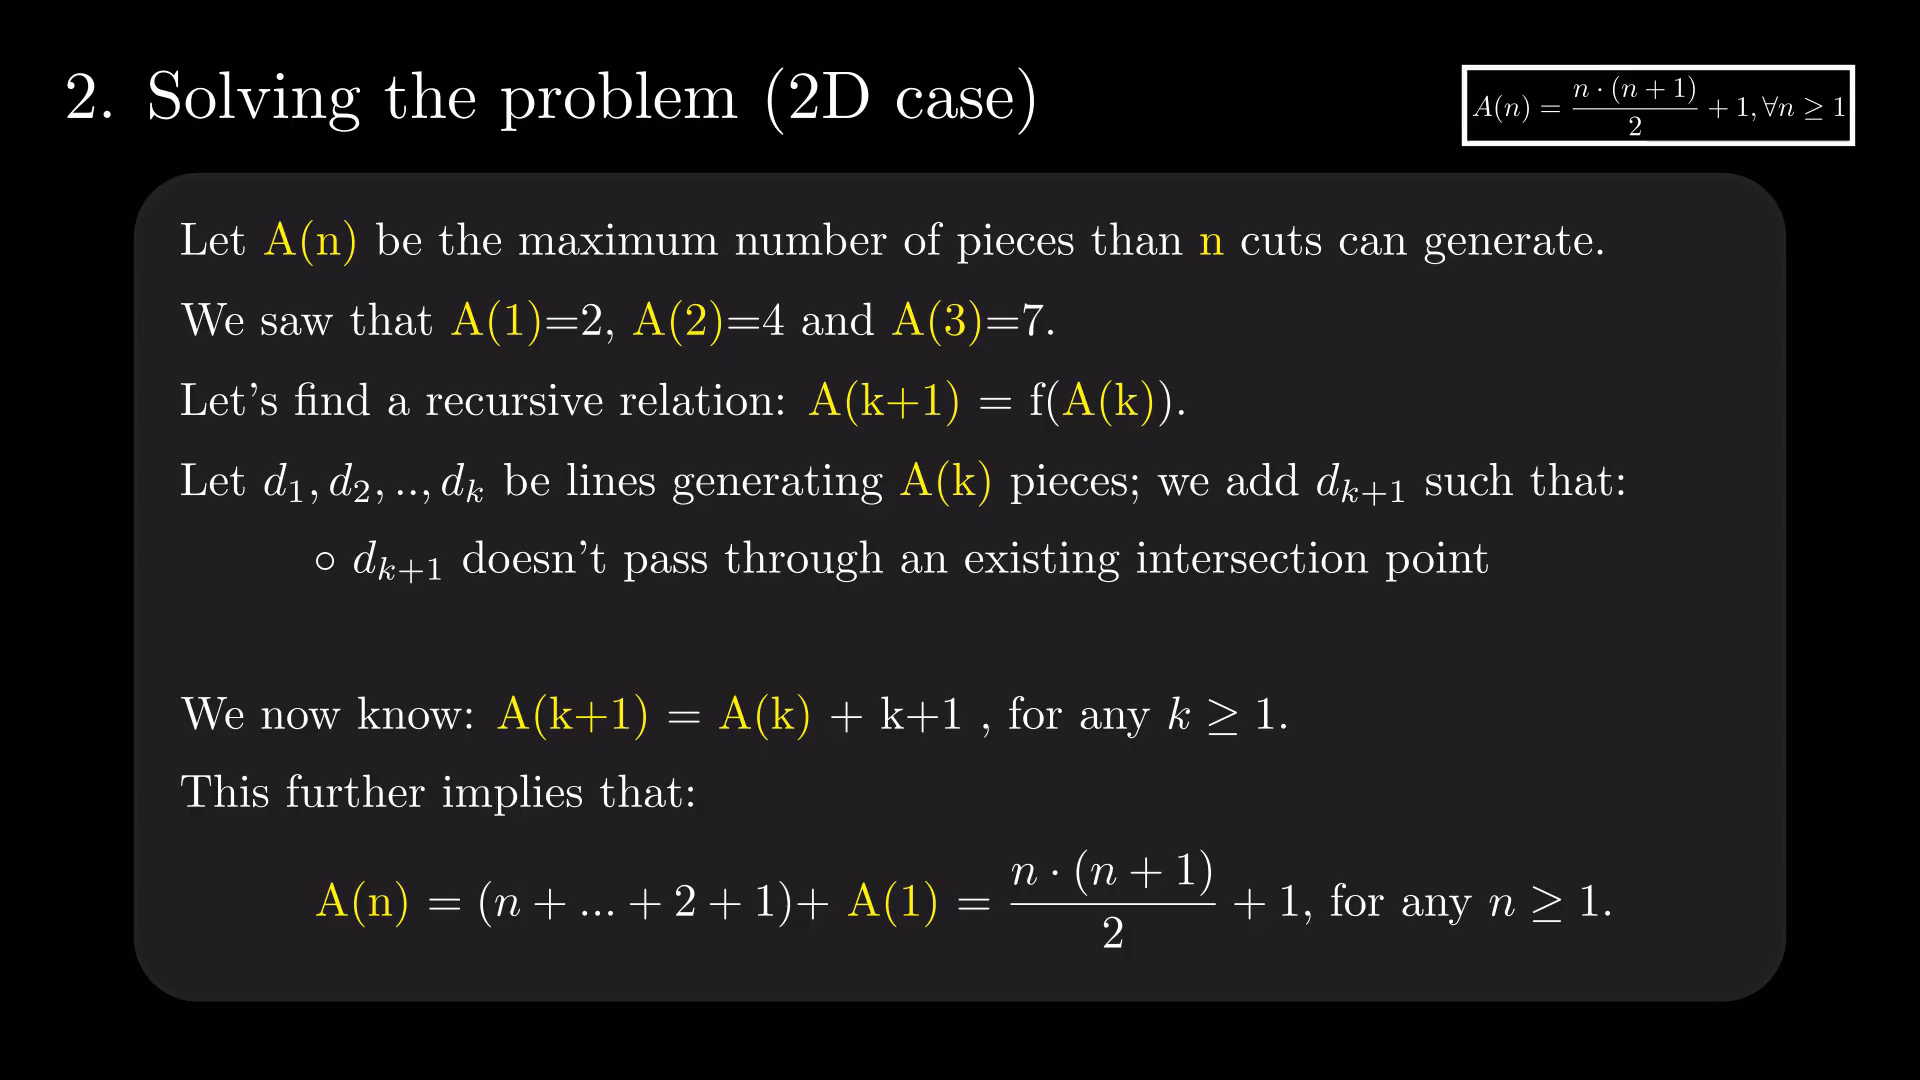 2. Solving the problem (2D case)
A(n) = \frac{n · (n + 1)}{2} + 1, ∀n ≥ 1
Let A(n) be the maximum number of pieces than n cuts can generate.
We saw that A(1)=2, A(2)=4 and A(3)=7.
Let's find a recursive relation: A(k+1) = f(A(k)).
Let d₁, d₂, .., dₖ be lines generating A(k) pieces; we add dₖ₊₁ such that:
○ dₖ₊₁ doesn't pass through an existing intersection point
We now know: A(k+1) = A(k) + k+1 , for any k ≥ 1.
This further implies that:
A(n) = (n + ... + 2 + 1)+ A(1) = \frac{n · (n + 1)}{2} + 1, for any n ≥ 1.